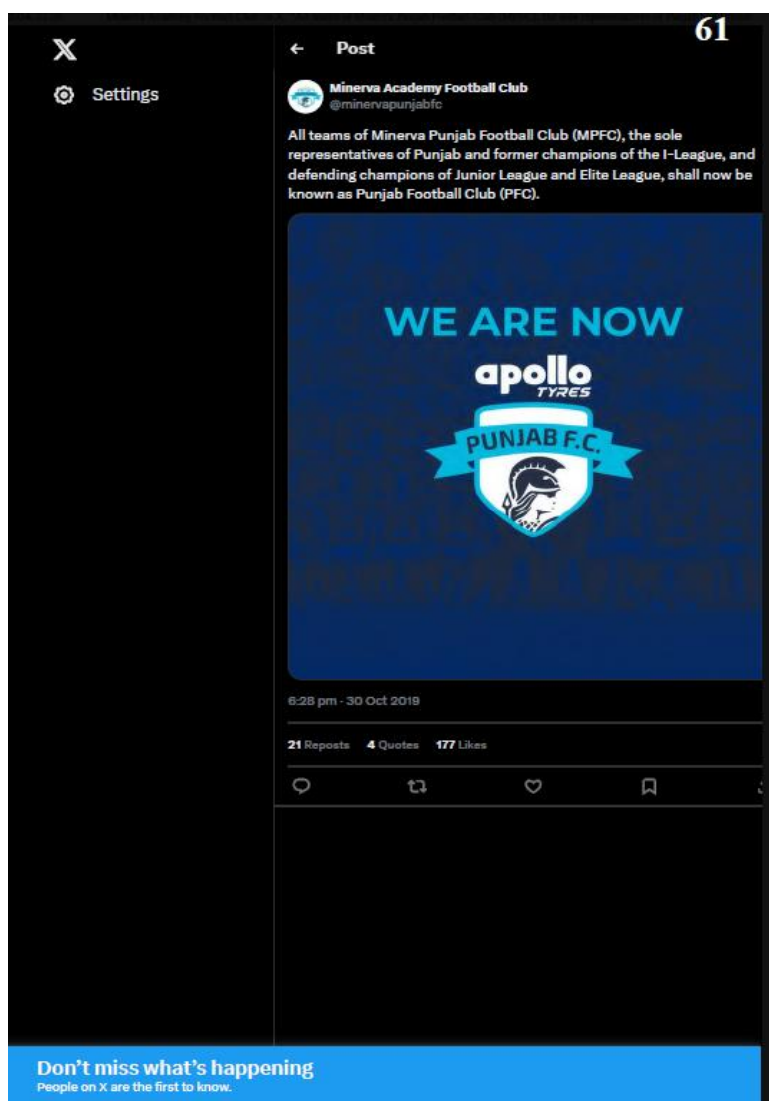 61
Post
Settings
Minerva Academy Football Club
@minervapunjabfc
All teams of Minerva Punjab Football Club (MPFC), the sole
representatives of Punjab and former champions of the I-League, and
defending champions of Junior League and Elite League, shall now be
known as Punjab Football Club (PFC).
WE ARE NOW
apollo
TYRES
PUNJAB F.C.
6:28 pm · 30 Oct 2019
21 Reposts 4 Quotes 177 Likes
Don't miss what's happening
People on X are the first to know.